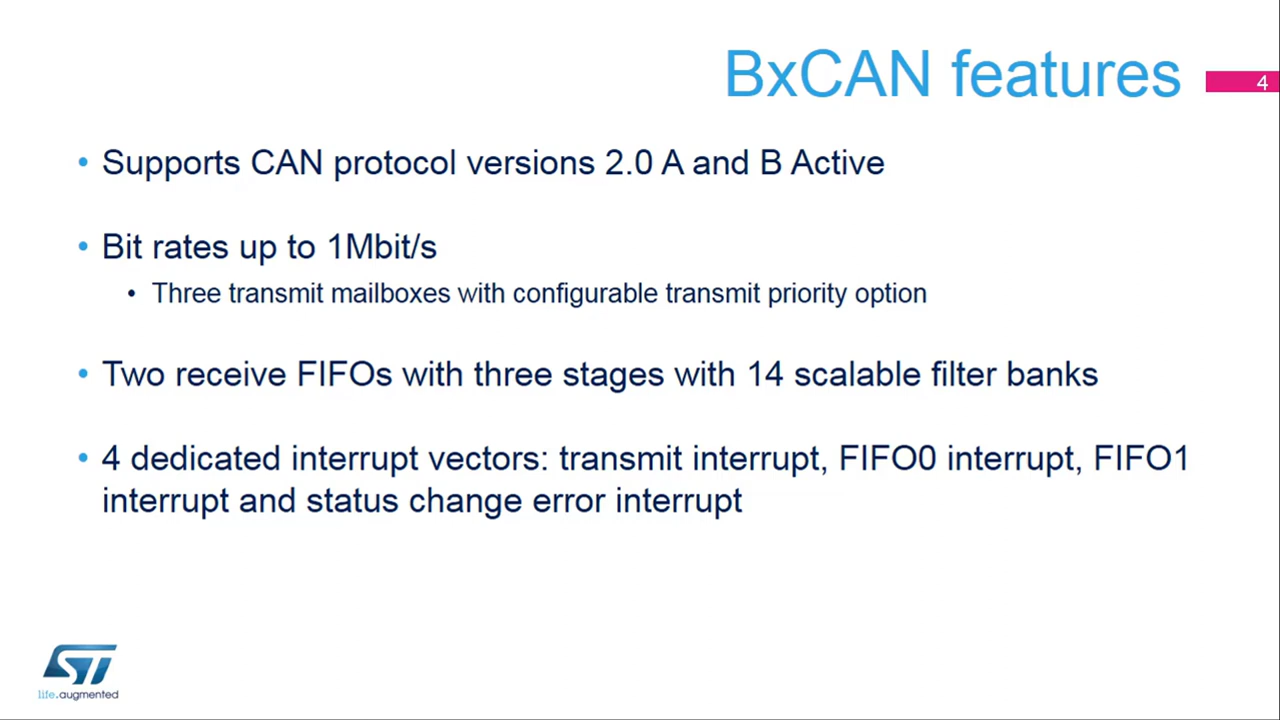 BxCAN features
4
• Supports CAN protocol versions 2.0 A and B Active
• Bit rates up to 1Mbit/s
• Three transmit mailboxes with configurable transmit priority option
• Two receive FIFOs with three stages with 14 scalable filter banks
• 4 dedicated interrupt vectors: transmit interrupt, FIFO0 interrupt, FIFO1
interrupt and status change error interrupt
ST
life.augmented